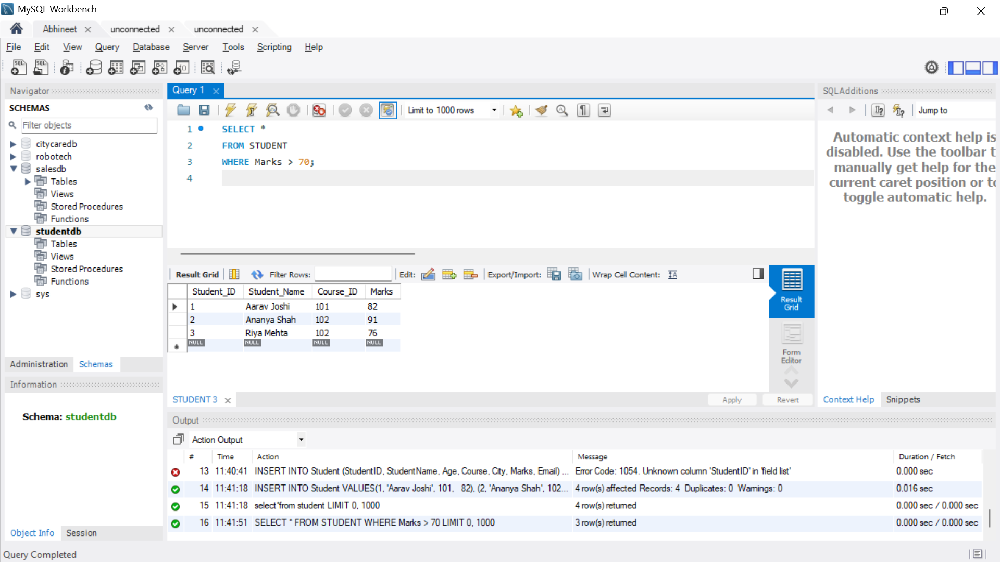 MySQL Workbench
Abhineet
unconnected
unconnected
File Edit View Query Database Server Tools Scripting Help
Navigator
SCHEMAS
Filter objects
citycaredb
robotech
salesdb
Tables
Views
Stored Procedures
Functions
studentdb
Tables
Views
Stored Procedures
Functions
sys
Administration Schemas
Information
Schema: studentdb
Object Info Session
Query 1
Limit to 1000 rows
1 SELECT *
2 FROM STUDENT
3 WHERE Marks > 70;
4
Result Grid Filter Rows: Edit: Export/Import: Wrap Cell Content:
Student_ID Student_Name Course_ID Marks
1 Aarav Joshi 101 82
2 Ananya Shah 102 91
3 Riya Mehta 102 76
NULL NULL NULL NULL
Result
Grid
Form
Editor
STUDENT 3
Apply Revert
SQLAdditions
Jump to
Automatic context help is
disabled. Use the toolbar t
manually get help for the
current caret position or to
toggle automatic help.
Context Help Snippets
Output
Action Output
# Time Action Message Duration / Fetch
13 11:40:41 INSERT INTO Student (StudentID, StudentName, Age, Course, City, Marks, Email) ... Error Code: 1054. Unknown column 'StudentID' in 'field list' 0.000 sec
14 11:41:18 INSERT INTO Student VALUES(1, 'Aarav Joshi', 101, 82), (2, 'Ananya Shah', 102... 4 row(s) affected Records: 4 Duplicates: 0 Warnings: 0 0.016 sec
15 11:41:18 select*from student LIMIT 0, 1000 4 row(s) returned 0.000 sec / 0.000 sec
16 11:41:51 SELECT * FROM STUDENT WHERE Marks > 70 LIMIT 0, 1000 3 row(s) returned 0.000 sec / 0.000 sec
Query Completed